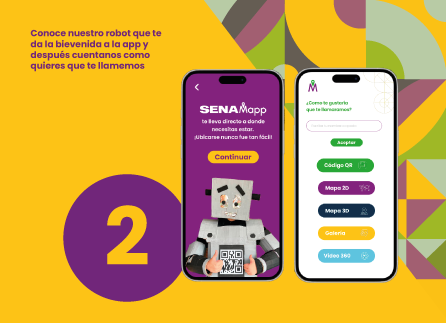 Conoce nuestro robot que te
da la bievenida a la app y
después cuentanos como
quieres que te llamemos
2
SENAMapp
te lleva directo a donde
necesitas estar.
¡Ubicarse nunca fue tan fácil!
Continuar
¿Como te gustaría
que te llamaramos?
Aceptar
Código QR
Mapa 2D
Mapa 3D
Galería
Video 360